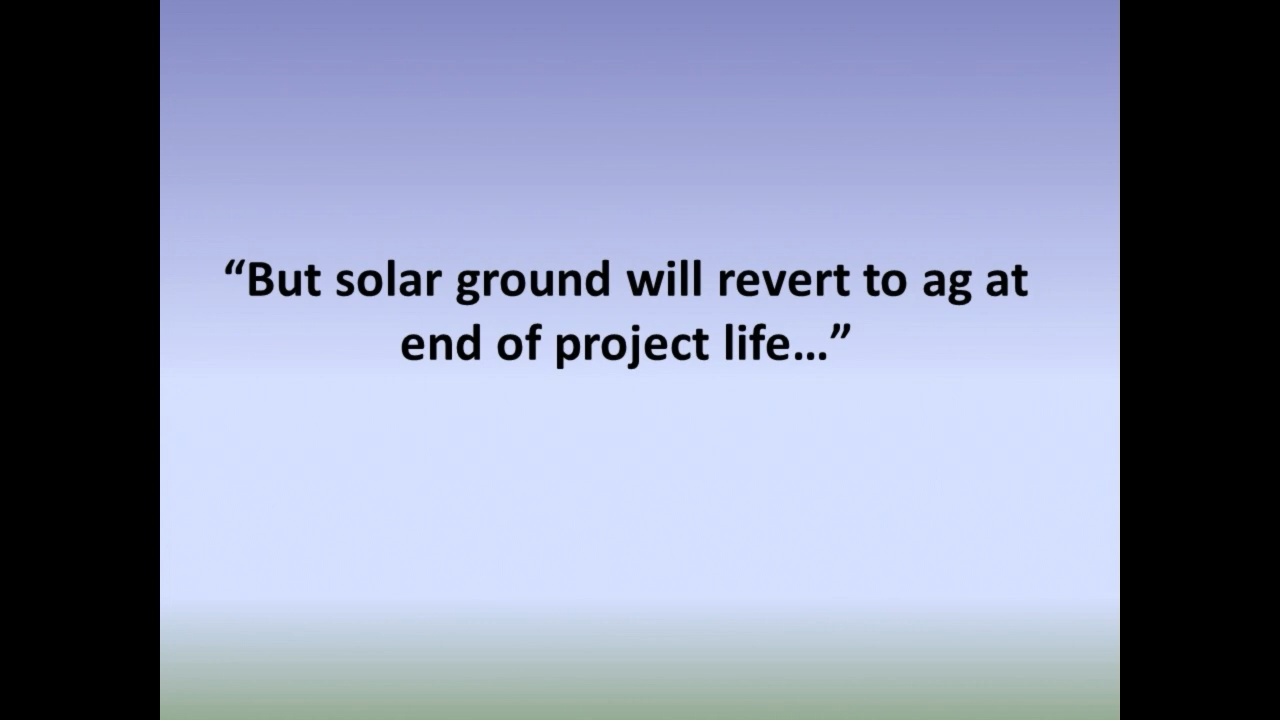 “But solar ground will revert to ag at
end of project life…”